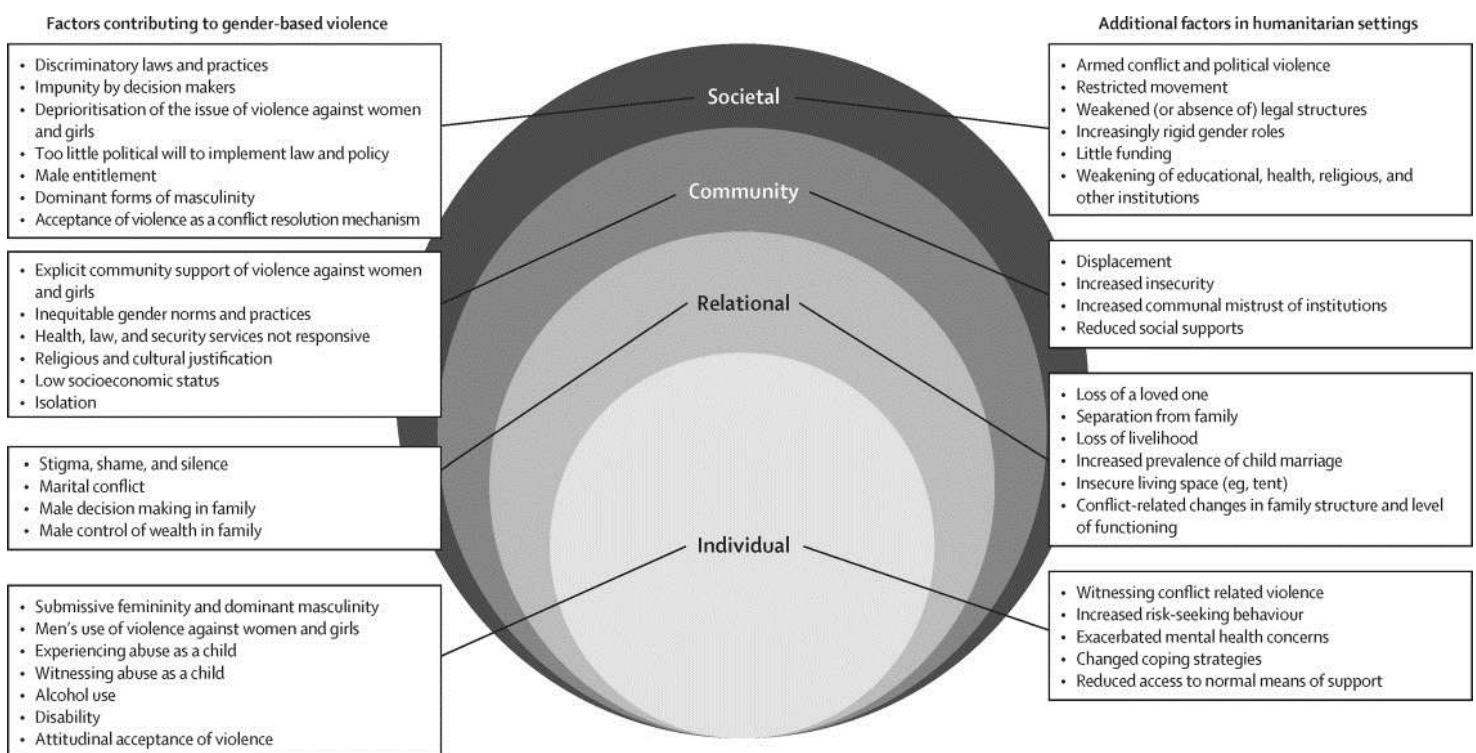 Factors contributing to gender-based violence
• Discriminatory laws and practices
• Impunity by decision makers
• Deprioritisation of the issue of violence against women
and girls
• Too little political will to implement law and policy
• Male entitlement
• Dominant forms of masculinity
• Acceptance of violence as a conflict resolution mechanism
• Explicit community support of violence against women
and girls
• Inequitable gender norms and practices
• Health, law, and security services not responsive
• Religious and cultural justification
• Low socioeconomic status
• Isolation
• Stigma, shame, and silence
• Marital conflict
• Male decision making in family
• Male control of wealth in family
• Submissive femininity and dominant masculinity
• Men's use of violence against women and girls
• Experiencing abuse as a child
• Witnessing abuse as a child
• Alcohol use
• Disability
• Attitudinal acceptance of violence
Societal
Community
Relational
Individual
Additional factors in humanitarian settings
• Armed conflict and political violence
• Restricted movement
• Weakened (or absence of) legal structures
• Increasingly rigid gender roles
• Little funding
• Weakening of educational, health, religious, and
other institutions
• Displacement
• Increased insecurity
• Increased communal mistrust of institutions
• Reduced social supports
• Loss of a loved one
• Separation from family
• Loss of livelihood
• Increased prevalence of child marriage
• Insecure living space (eg, tent)
• Conflict-related changes in family structure and level
of functioning
• Witnessing conflict related violence
• Increased risk-seeking behaviour
• Exacerbated mental health concerns
• Changed coping strategies
• Reduced access to normal means of support